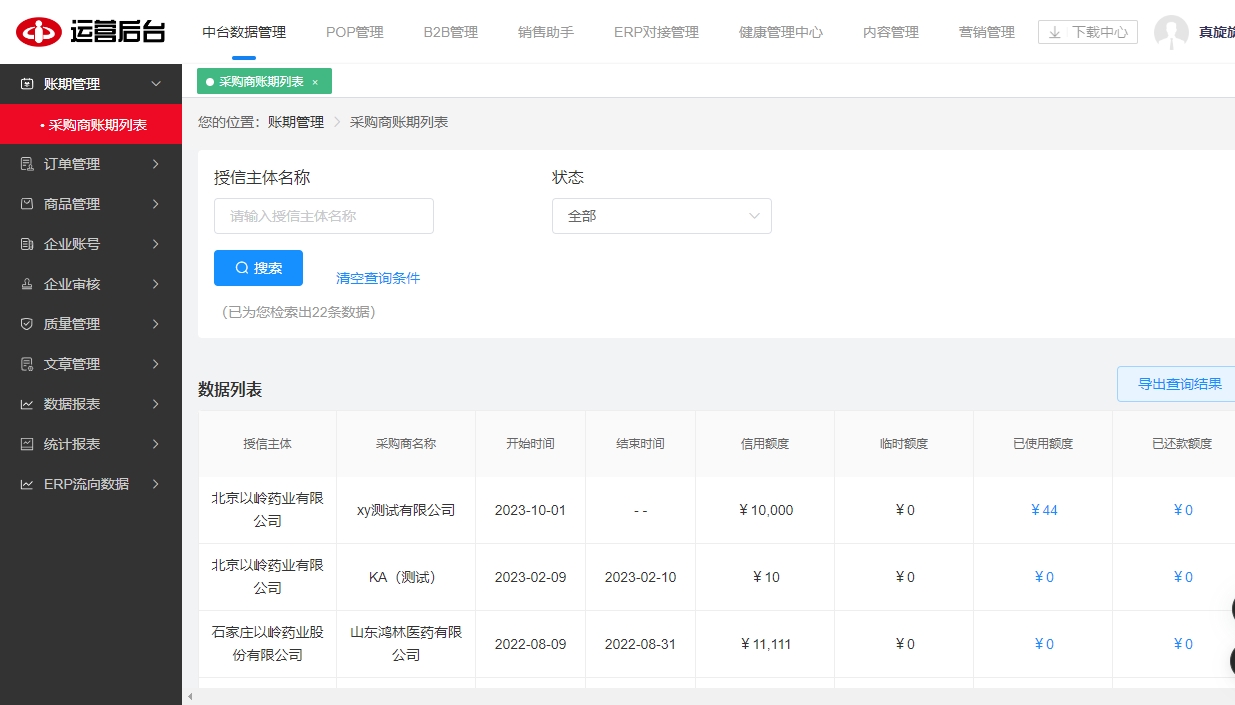 运营后台
中台数据管理 POP管理 B2B管理 销售助手 ERP对接管理 健康管理中心 内容管理 营销管理 下载中心 真旋旋
账期管理
• 采购商账期列表
订单管理
商品管理
企业账号
企业审核
质量管理
文章管理
数据报表
统计报表
ERP流向数据
采购商账期列表 ×
您的位置： 账期管理 > 采购商账期列表
授信主体名称 状态
请输入授信主体名称 全部
搜索 清空查询条件
（已为您检索出22条数据）
数据列表 导出查询结果
授信主体 采购商名称 开始时间 结束时间 信用额度 临时额度 已使用额度 已还款额度
北京以岭药业有限
公司 xy测试有限公司 2023-10-01 - - ¥ 10,000 ¥ 0 ¥ 44 ¥ 0
北京以岭药业有限
公司 KA（测试） 2023-02-09 2023-02-10 ¥ 10 ¥ 0 ¥ 0 ¥ 0
石家庄以岭药业股
份有限公司 山东鸿林医药有限
公司 2022-08-09 2022-08-31 ¥ 11,111 ¥ 0 ¥ 0 ¥ 0